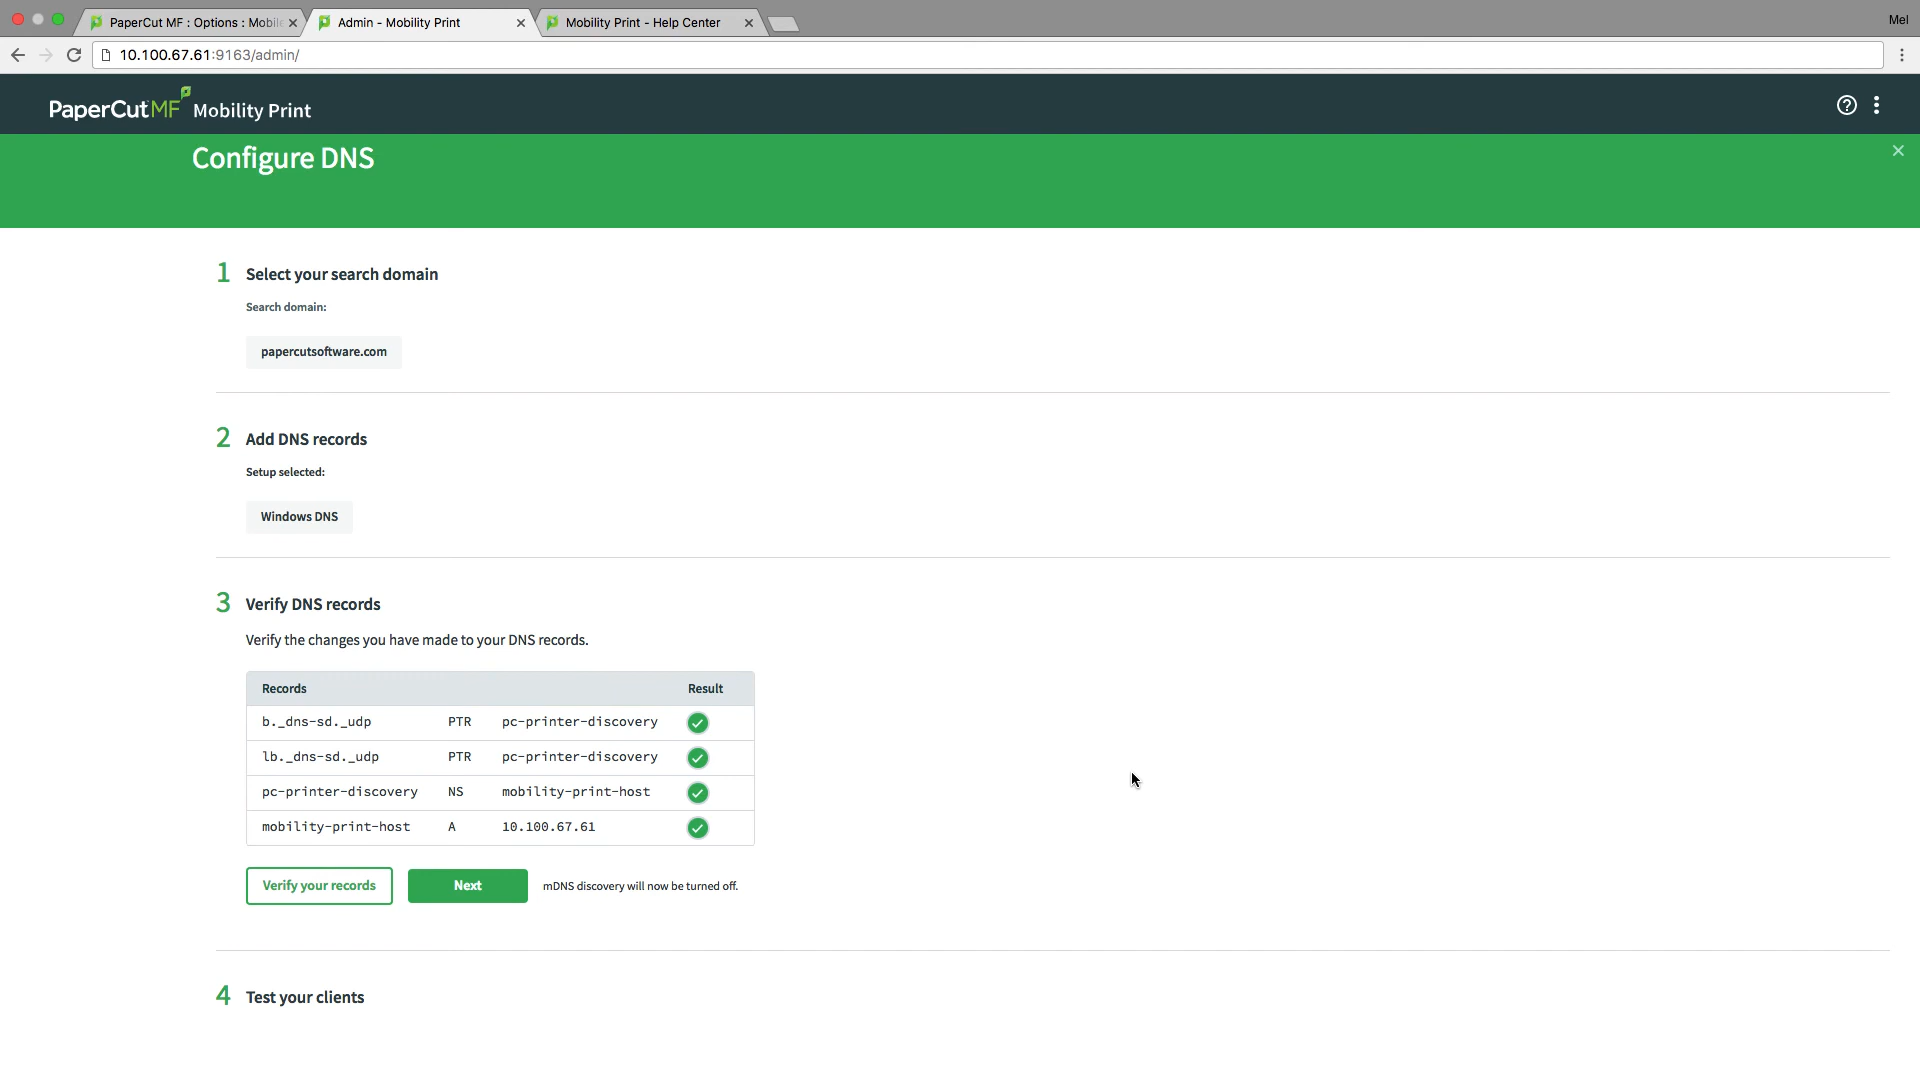 PaperCut MF : Options : Mobile
Admin - Mobility Print
Mobility Print - Help Center
Mel
10.100.67.61:9163/admin/
PaperCut MF Mobility Print
Configure DNS
1 Select your search domain
Search domain:
papercutsoftware.com
2 Add DNS records
Setup selected:
Windows DNS
3 Verify DNS records
Verify the changes you have made to your DNS records.
Records Result
b._dns-sd._udp PTR pc-printer-discovery
lb._dns-sd._udp PTR pc-printer-discovery
pc-printer-discovery NS mobility-print-host
mobility-print-host A 10.100.67.61
Verify your records Next mDNS discovery will now be turned off.
4 Test your clients